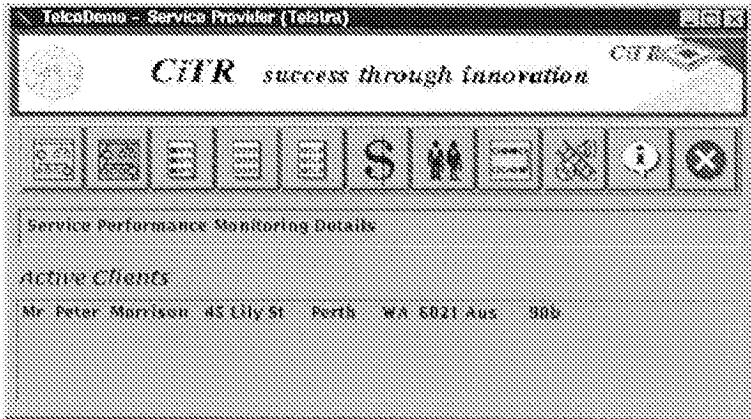 TelcoDemo - Service Provider (Telstra)
CiTR success through innovation CiTR
$ i
Service Performance Monitoring Details
Active Clients
Mr Peter Morrison 45 Lily St Perth WA 6021 Aus